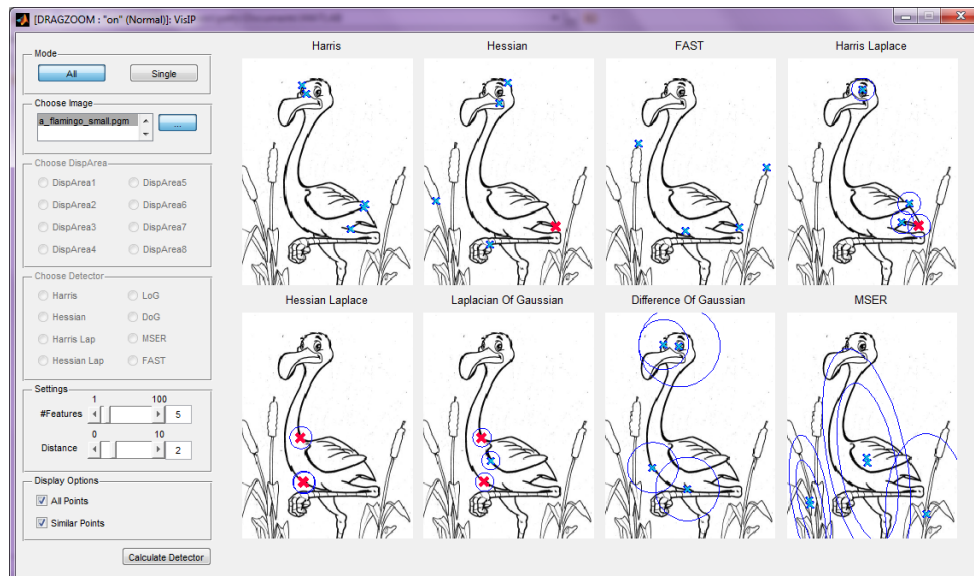 [DRAGZOOM : "on" (Normal)]: VisIP
Mode
All Single
Choose Image
a_flamingo_small.pgm ...
Choose DispArea
DispArea1 DispArea5
DispArea2 DispArea6
DispArea3 DispArea7
DispArea4 DispArea8
Choose Detector
Harris LoG
Hessian DoG
Harris Lap MSER
Hessian Lap FAST
Settings
1 100
#Features 5
0 10
Distance 2
Display Options
All Points
Similar Points
Calculate Detector
Harris Hessian FAST Harris Laplace
Hessian Laplace Laplacian Of Gaussian Difference Of Gaussian MSER